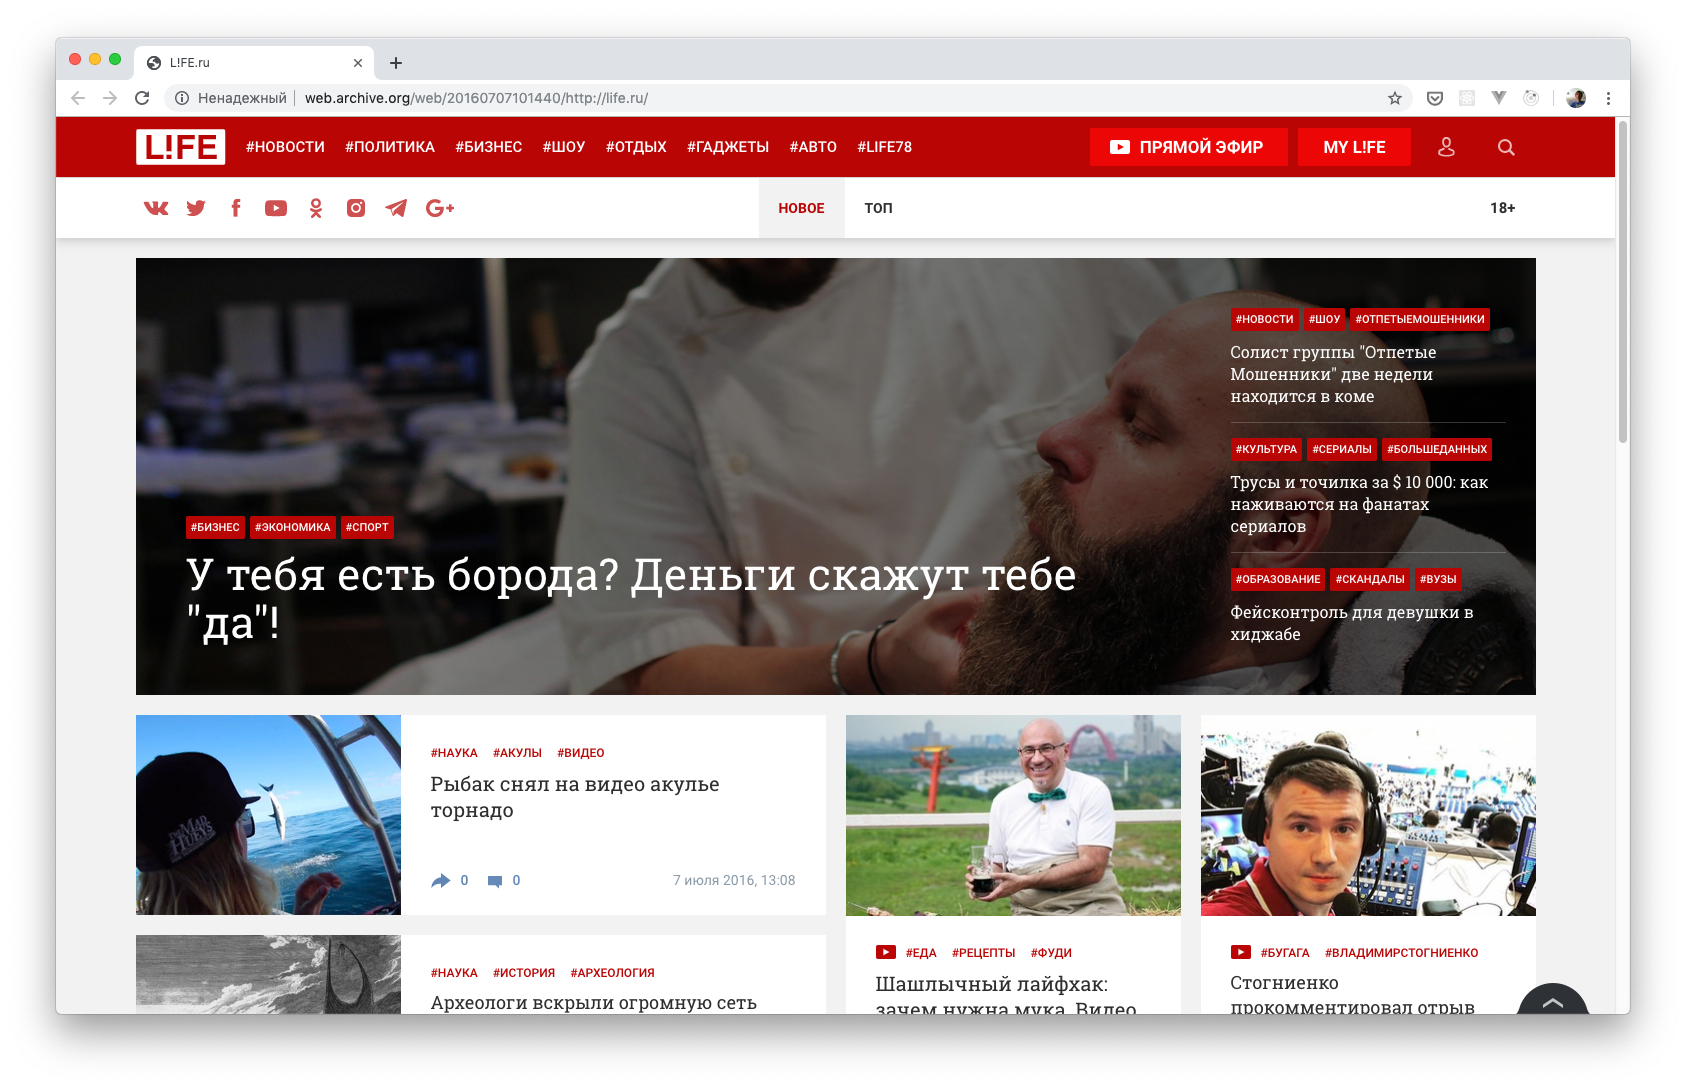 L!FE.ru
Ненадежный
web.archive.org/web/20160707101440/http://life.ru/
L!FE
#НОВОСТИ #ПОЛИТИКА #БИЗНЕС #ШОУ #ОТДЫХ #ГАДЖЕТЫ #АВТО #LIFE78
ПРЯМОЙ ЭФИР
MY L!FE
G+
НОВОЕ
ТОП
18+
#БИЗНЕС #ЭКОНОМИКА #СПОРТ
У тебя есть борода? Деньги скажут тебе
"да"!
#НОВОСТИ #ШОУ #ОТПЕТЫЕМОШЕННИКИ
Солист группы "Отпетые
Мошенники" две недели
находится в коме
#КУЛЬТУРА #СЕРИАЛЫ #БОЛЬШЕДАННЫХ
Трусы и точилка за $ 10 000: как
наживаются на фанатах
сериалов
#ОБРАЗОВАНИЕ #СКАНДАЛЫ #ВУЗЫ
Фейсконтроль для девушки в
хиджабе
#НАУКА #АКУЛЫ #ВИДЕО
Рыбак снял на видео акулье
торнадо
0 0 7 июля 2016, 13:08
#НАУКА #ИСТОРИЯ #АРХЕОЛОГИЯ
Археологи вскрыли огромную сеть
#ЕДА #РЕЦЕПТЫ #ФУДИ
Шашлычный лайфхак:
зачем нужна мука. Видео
#БУГАГА #ВЛАДИМИРСТОГНИЕНКО
Стогниенко
прокомментировал отрыв